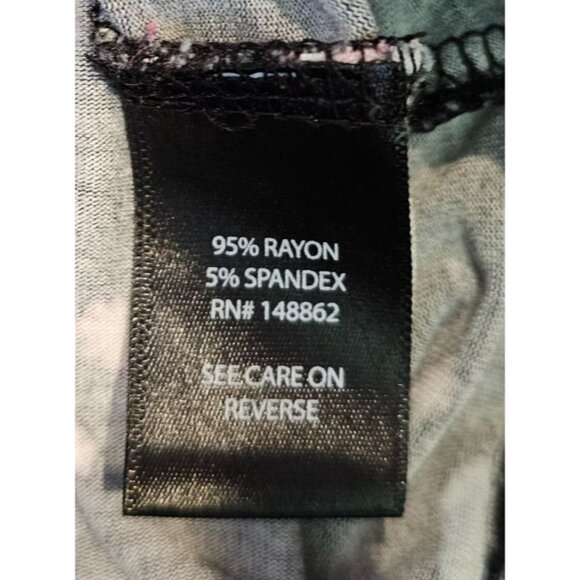 95% RAYON
5% SPANDEX
RN# 148862
SEE CARE ON
REVERSE